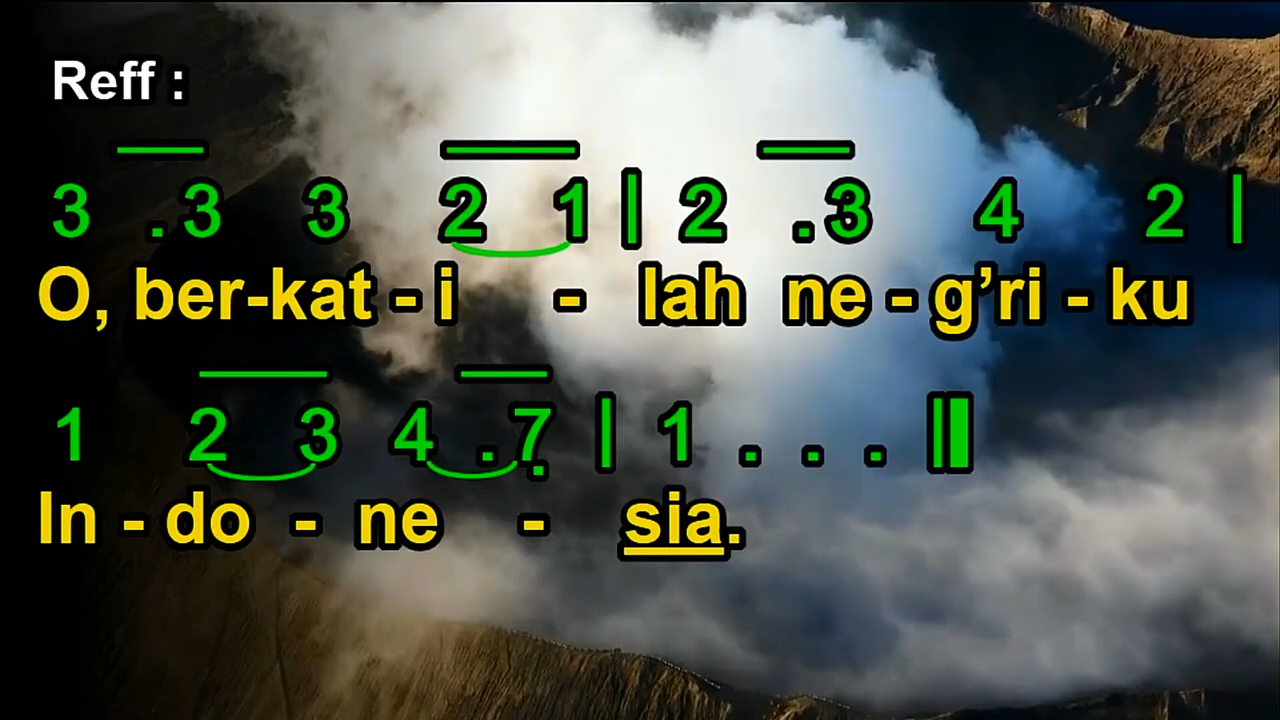 Reff :
3 .3 3 2 1 | 2 .3 4 2 |
O, ber-kat - i - lah ne - g’ri - ku
1 2 3 4 .7̣ | 1 . . . ||
In - do - ne - sia.